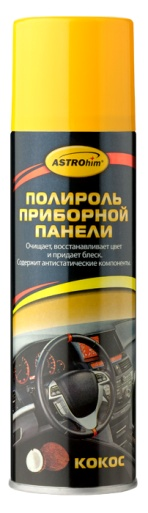 ASTROhim®
ПОЛИРОЛЬ
ПРИБОРНОЙ
ПАНЕЛИ
Очищает, восстанавливает цвет
и придает блеск.
Содержит антистатические компоненты.
КОКОС